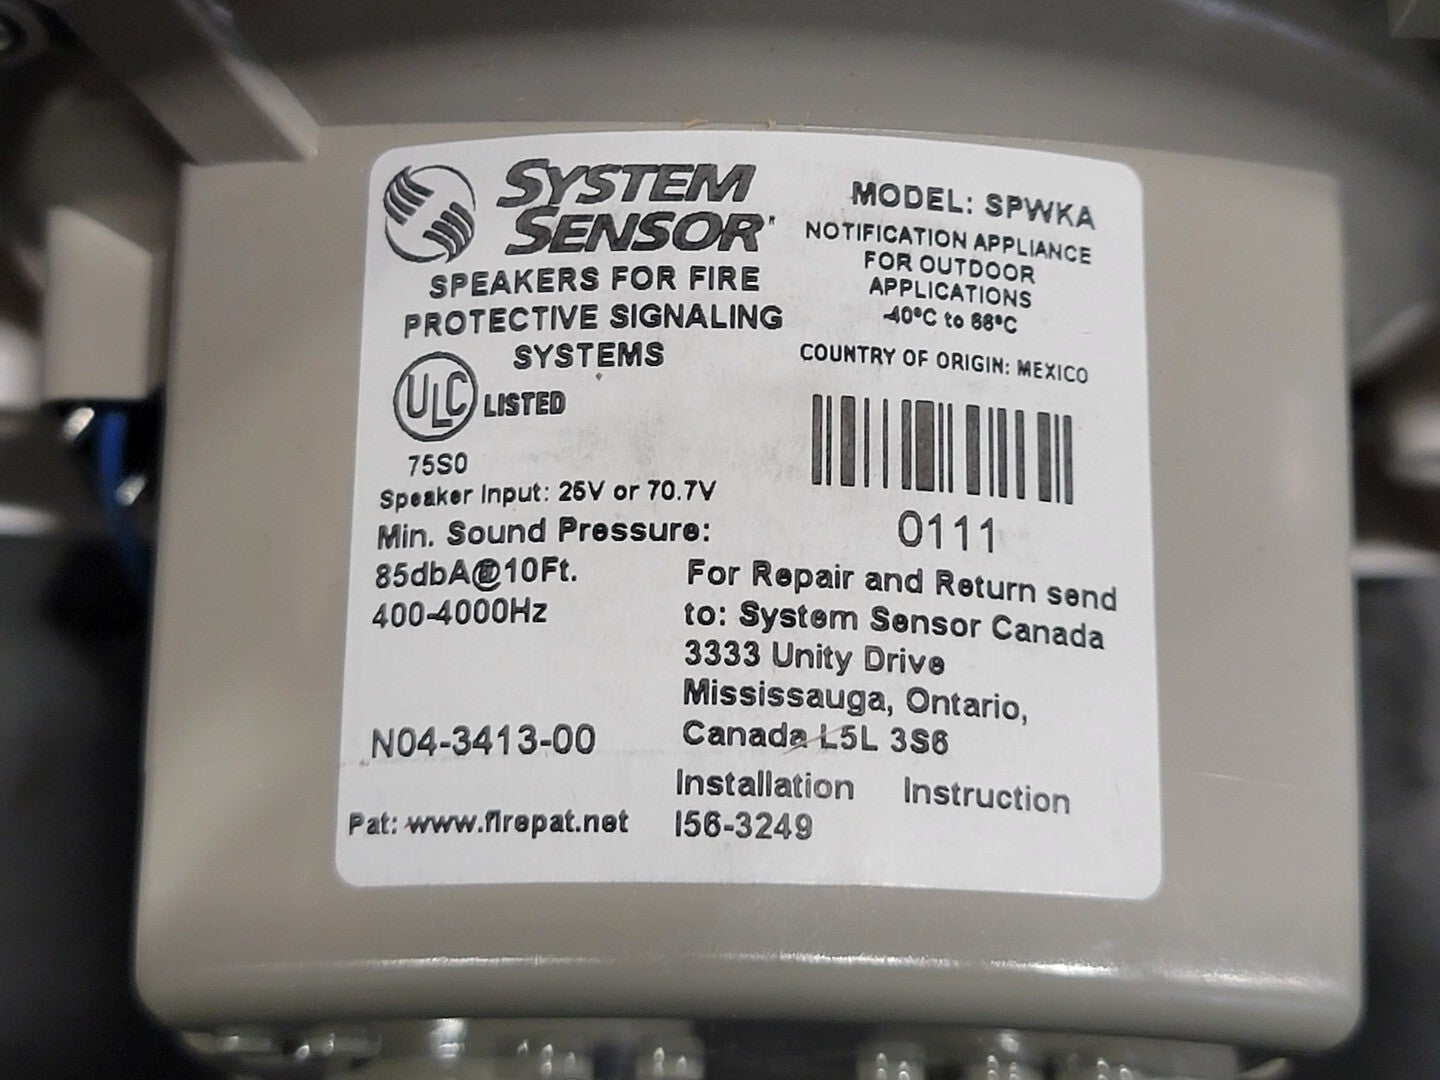 SYSTEM
SENSOR
SPEAKERS FOR FIRE
PROTECTIVE SIGNALING
SYSTEMS
ULC LISTED
75S0
Speaker Input: 25V or 70.7V
Min. Sound Pressure:
85dbA@10Ft.
400-4000Hz
N04-3413-00
Pat: www.firepat.net
MODEL: SPWKA
NOTIFICATION APPLIANCE
FOR OUTDOOR
APPLICATIONS
-40°C to 66°C
COUNTRY OF ORIGIN: MEXICO
0111
For Repair and Return send
to: System Sensor Canada
3333 Unity Drive
Mississauga, Ontario,
Canada L5L 3S6
Installation Instruction
I56-3249